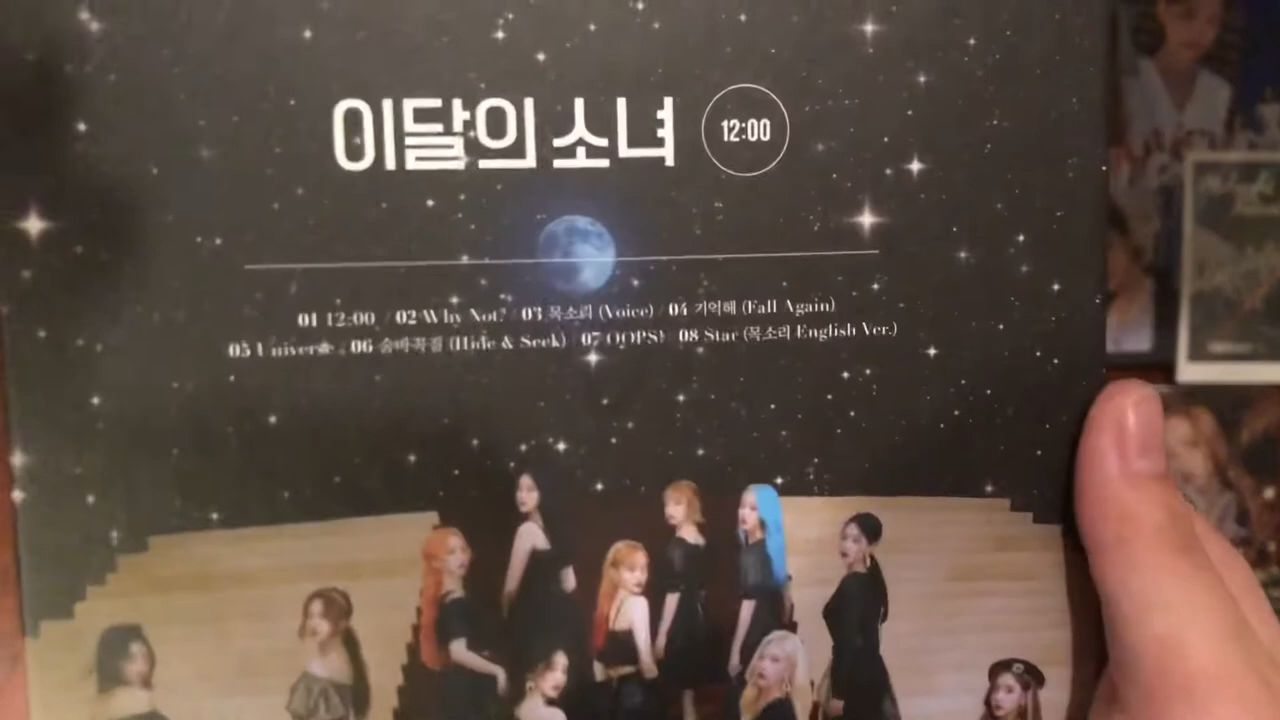 이달의 소녀 12:00
01 12:00 / 02 Why Not? / 03 목소리 (Voice) / 04 기억해 (Fall Again)
05 Universe / 06 숨바꼭질 (Hide & Seek) / 07 OOPS! / 08 Star (목소리 English Ver.)